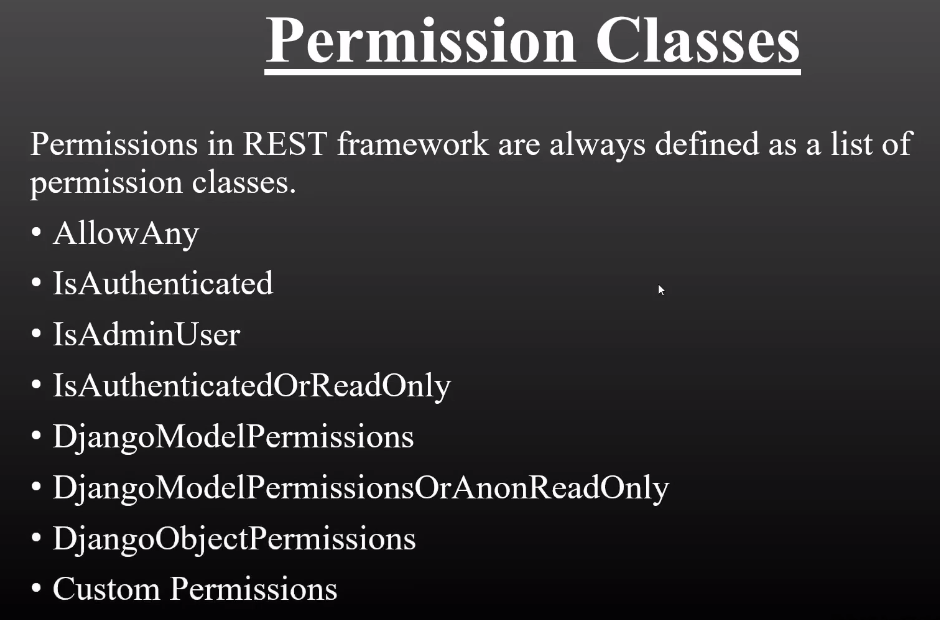 Permission Classes
Permissions in REST framework are always defined as a list of
permission classes.
• AllowAny
• IsAuthenticated
• IsAdminUser
• IsAuthenticatedOrReadOnly
• DjangoModelPermissions
• DjangoModelPermissionsOrAnonReadOnly
• DjangoObjectPermissions
• Custom Permissions